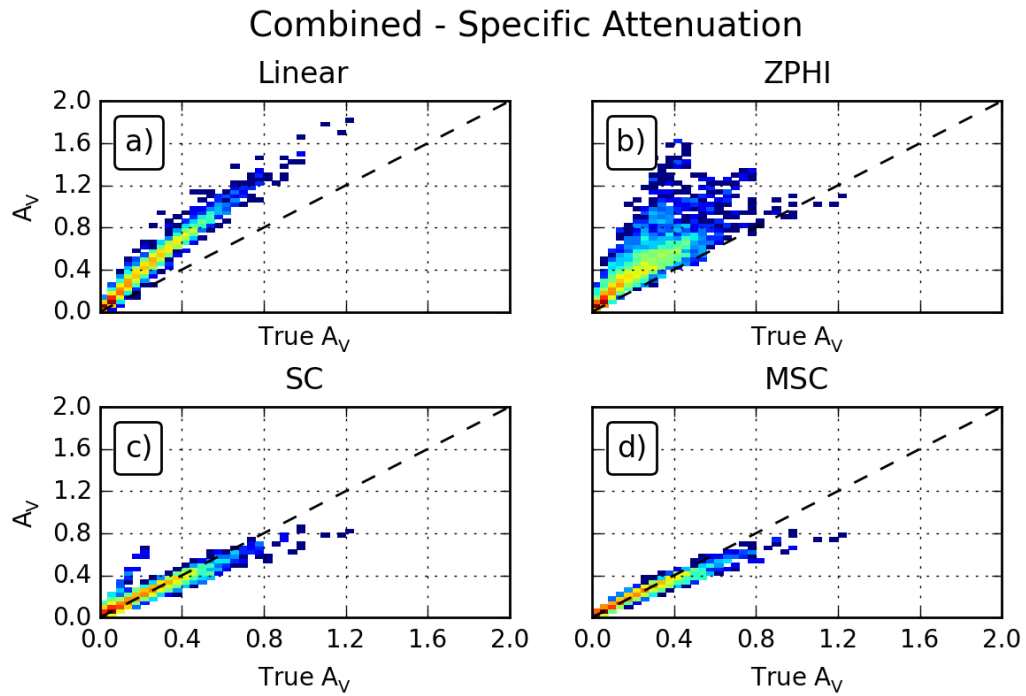 Combined - Specific Attenuation
Linear
ZPHI
2.0
1.6
1.2
0.8
0.4
0.0
A_V
a)
b)
True A_V
True A_V
SC
MSC
2.0
1.6
1.2
0.8
0.4
0.0
A_V
c)
d)
0.0 0.4 0.8 1.2 1.6 2.0
0.0 0.4 0.8 1.2 1.6 2.0
True A_V
True A_V